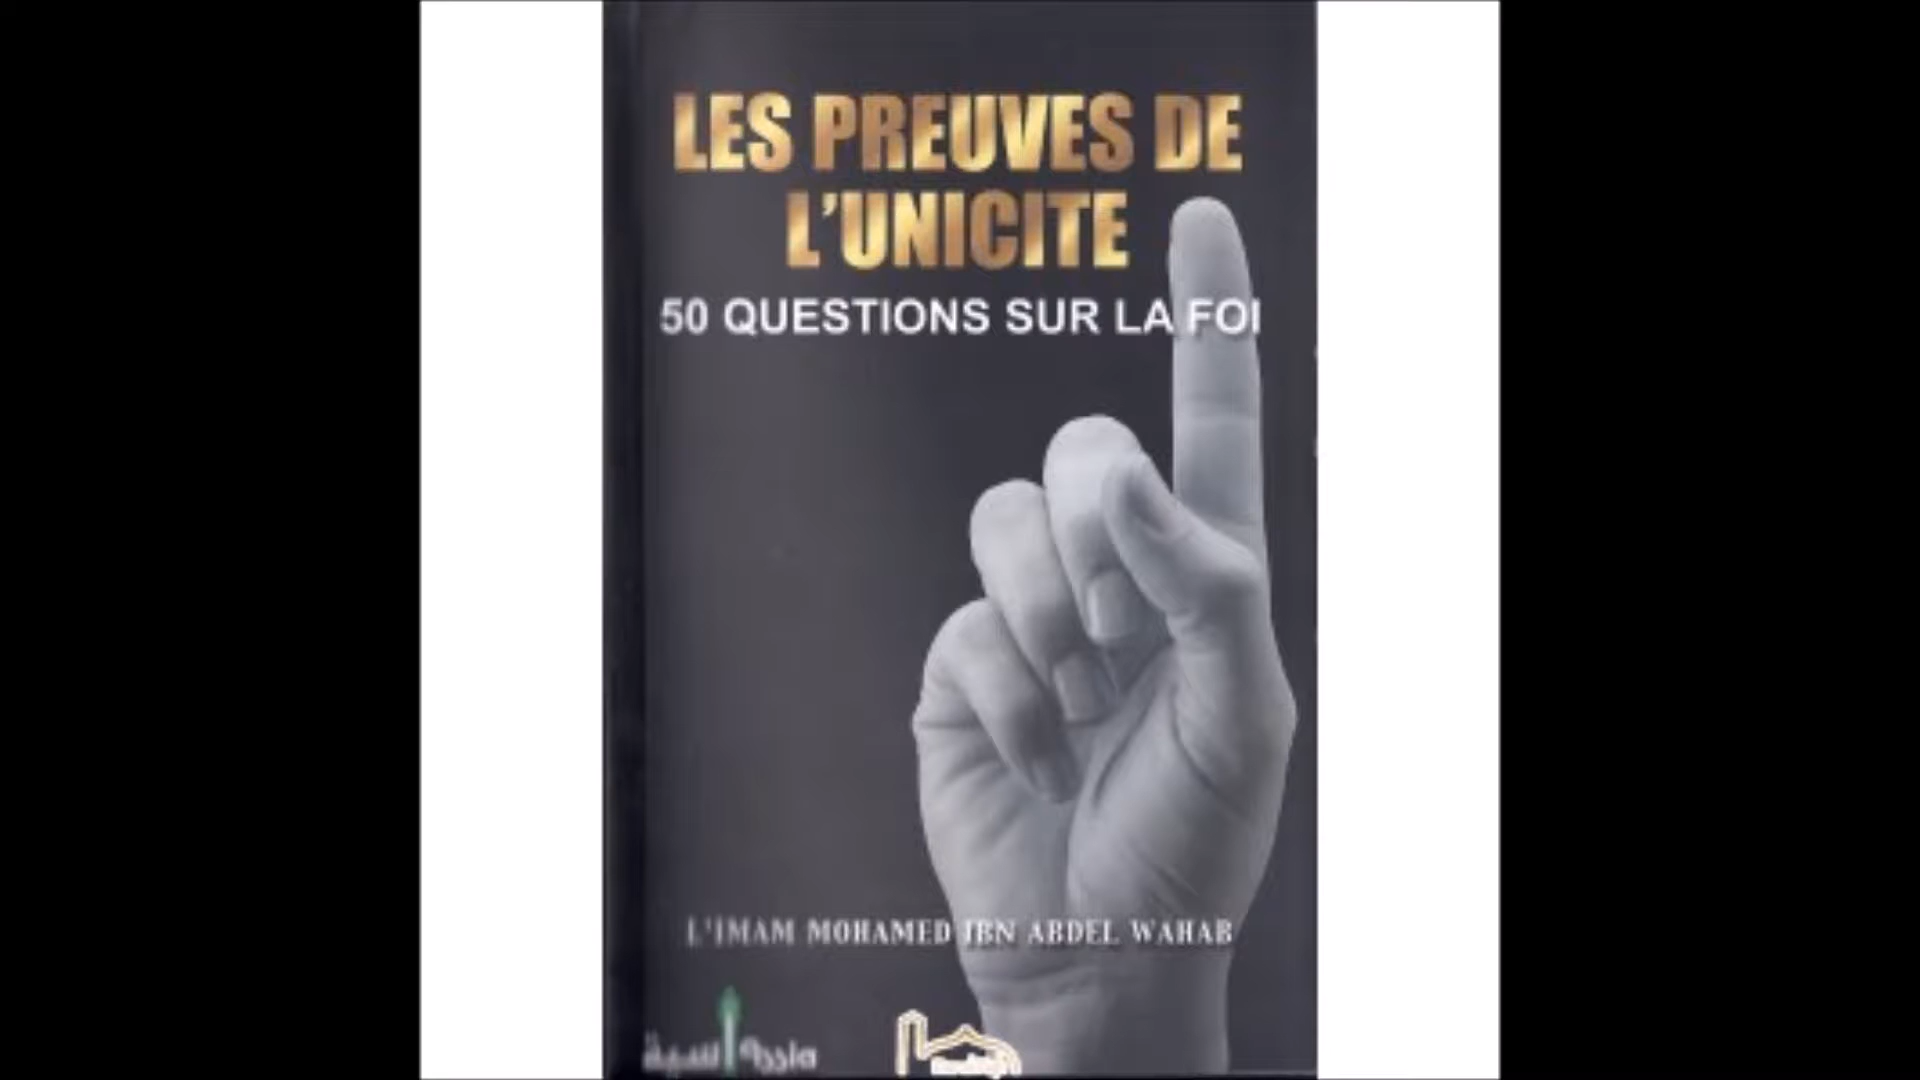 LES PREUVES DE
L'UNICITE
50 QUESTIONS SUR LA FOI
L'IMAM MOHAMED IBN ABDEL WAHAB